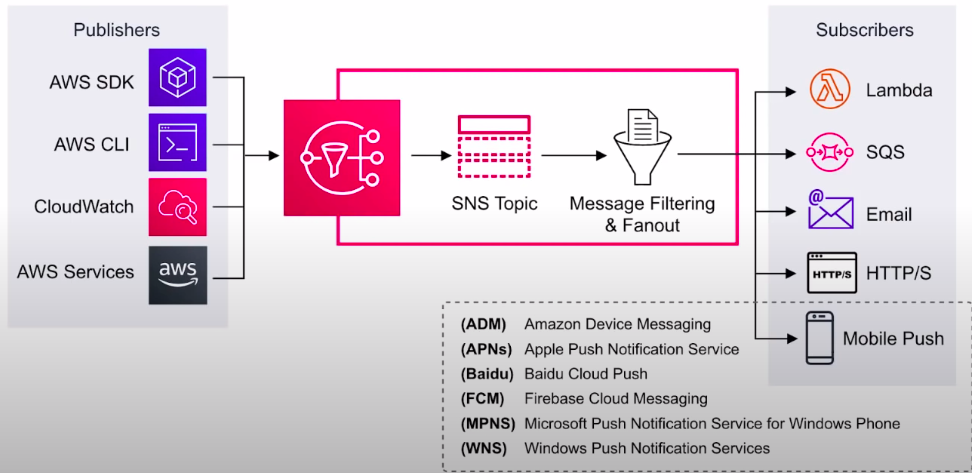 Publishers
AWS SDK
AWS CLI
CloudWatch
AWS Services
aws
SNS Topic
Message Filtering
& Fanout
Subscribers
Lambda
SQS
@
Email
HTTP/S
HTTP/S
Mobile Push
(ADM) Amazon Device Messaging
(APNs) Apple Push Notification Service
(Baidu) Baidu Cloud Push
(FCM) Firebase Cloud Messaging
(MPNS) Microsoft Push Notification Service for Windows Phone
(WNS) Windows Push Notification Services